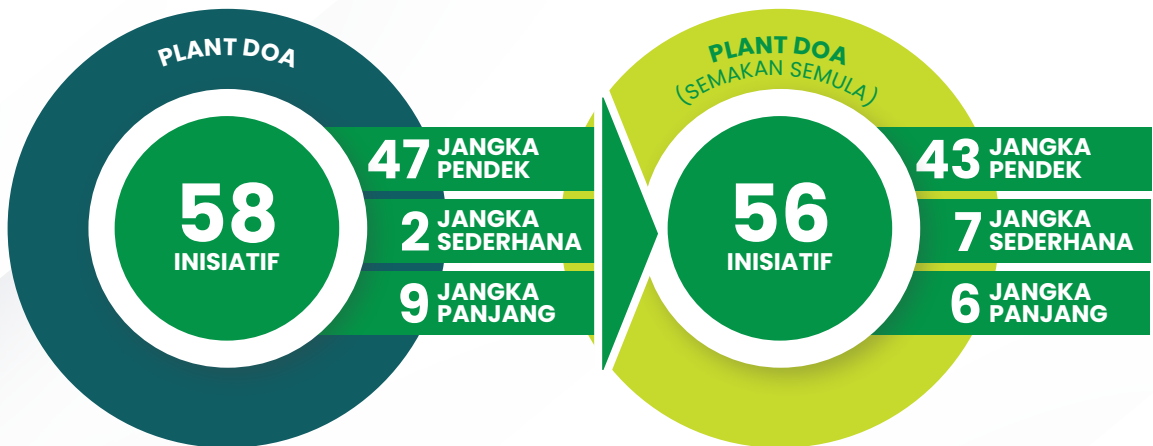 PLANT DOA
58
INISIATIF
47 JANGKA
PENDEK
2 JANGKA
SEDERHANA
9 JANGKA
PANJANG
PLANT DOA
(SEMAKAN SEMULA)
56
INISIATIF
43 JANGKA
PENDEK
7 JANGKA
SEDERHANA
6 JANGKA
PANJANG